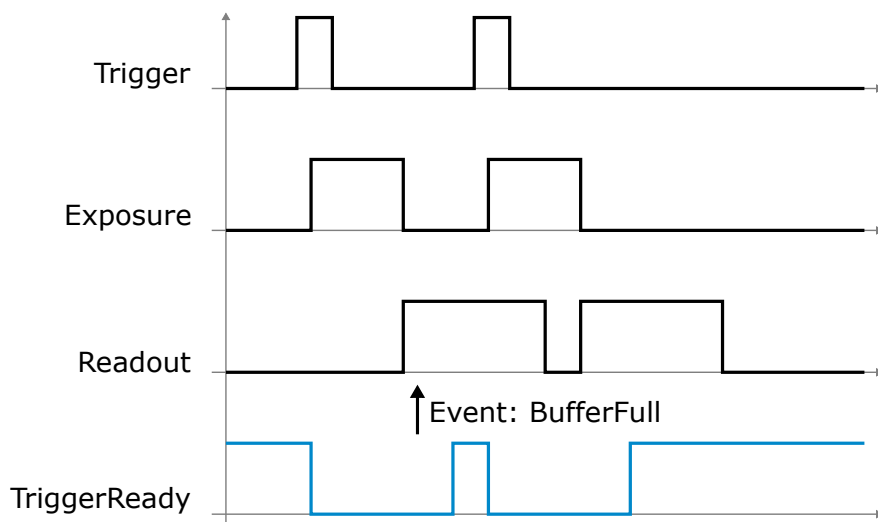 Trigger
Exposure
Readout
Event: BufferFull
TriggerReady